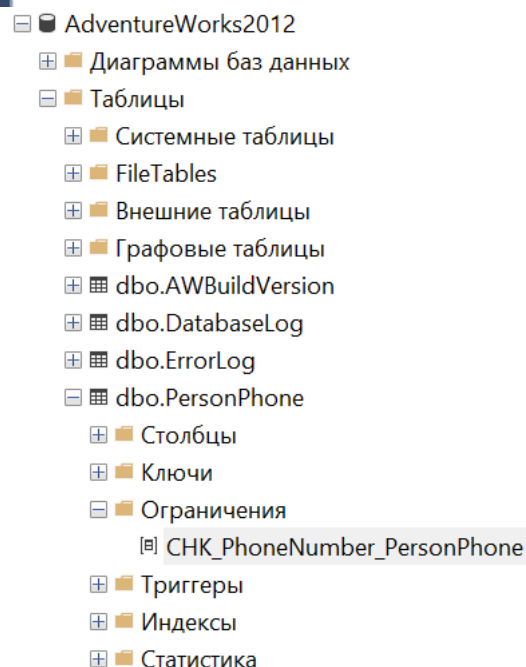 AdventureWorks2012
Диаграммы баз данных
Таблицы
Системные таблицы
FileTables
Внешние таблицы
Графовые таблицы
dbo.AWBuildVersion
dbo.DatabaseLog
dbo.ErrorLog
dbo.PersonPhone
Столбцы
Ключи
Ограничения
CHK_PhoneNumber_PersonPhone
Триггеры
Индексы
Статистика